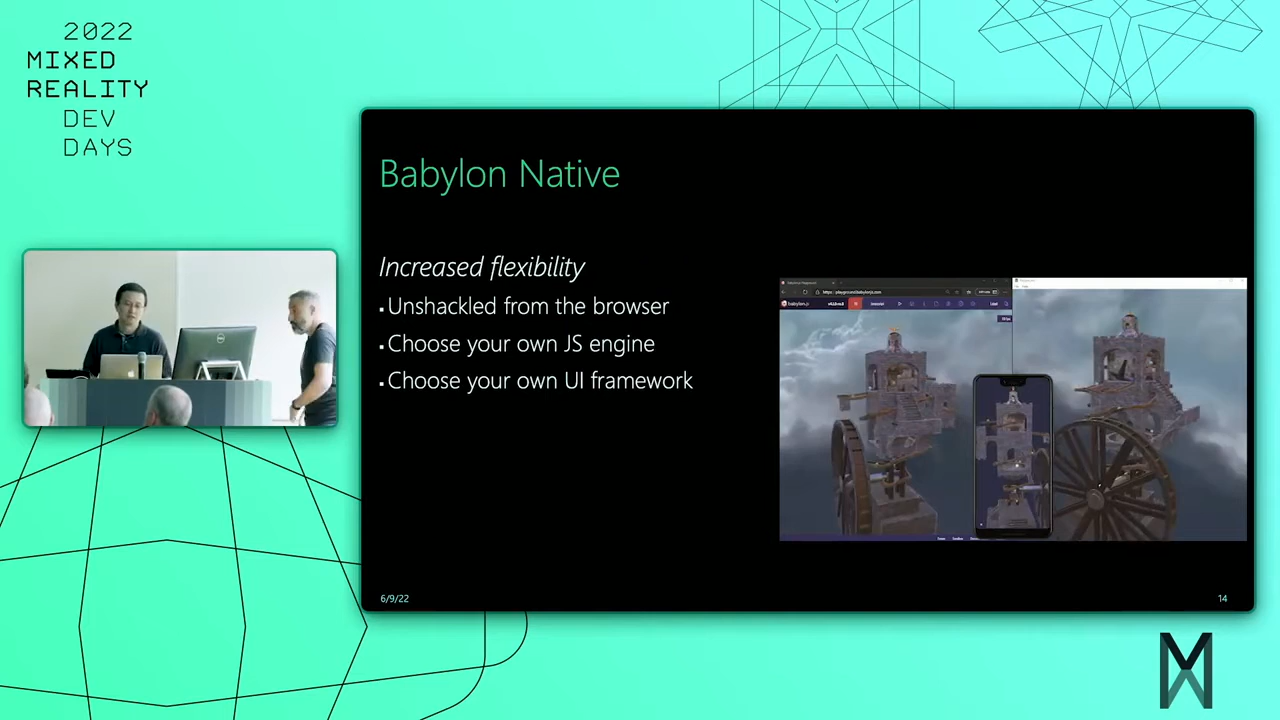 2022
MIXED
REALITY
DEV
DAYS
Babylon Native
Increased flexibility
▪Unshackled from the browser
▪Choose your own JS engine
▪Choose your own UI framework
6/9/22
14